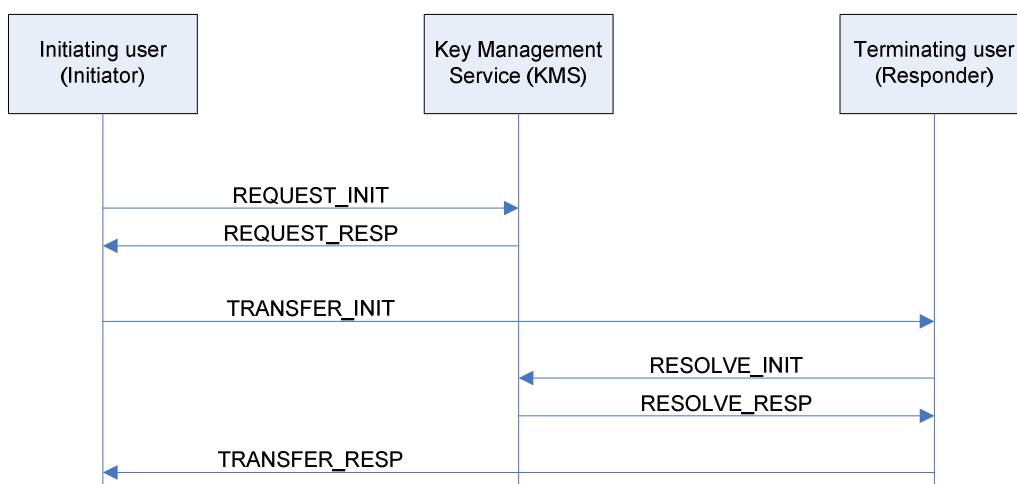 Initiating user
(Initiator)
Key Management
Service (KMS)
Terminating user
(Responder)
REQUEST_INIT
REQUEST_RESP
TRANSFER_INIT
RESOLVE_INIT
RESOLVE_RESP
TRANSFER_RESP